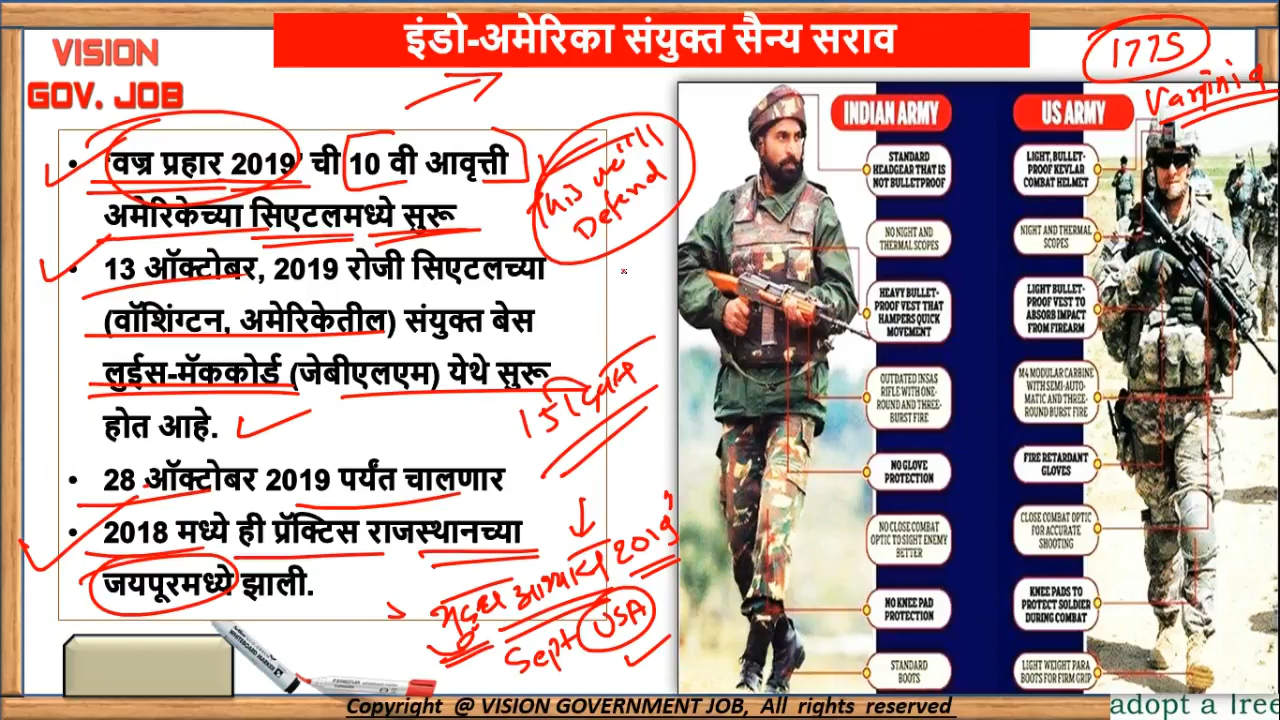 इंडो-अमेरिका संयुक्त सैन्य सराव
VISION
GOV. JOB
1775
• 'वज्र प्रहार 2019' ची 10 वी आवृत्ती
अमेरिकेच्या सिएटलमध्ये सुरू
• 13 ऑक्टोबर, 2019 रोजी सिएटलच्या
(वॉशिंग्टन, अमेरिकेतील) संयुक्त बेस
लुईस-मॅककोर्ड (जेबीएलएम) येथे सुरू
होत आहे.
• 28 ऑक्टोबर 2019 पर्यंत चालणार
• 2018 मध्ये ही प्रॅक्टिस राजस्थानच्या
जयपूरमध्ये झाली.
This we'll
Defend
15 दिवस
युद्ध अभ्यास 2019'
Sept USA
INDIAN ARMY
STANDARD
HEADGEAR THAT IS
NOT BULLETPROOF
NO NIGHT AND
THERMAL SCOPES
HEAVY BULLET-
PROOF VEST THAT
HAMPERS QUICK
MOVEMENT
OUTDATED INSAS
RIFLE WITH ONE-
ROUND AND THREE-
BURST FIRE
NO GLOVE
PROTECTION
NO CLOSE COMBAT
OPTIC TO SIGHT ENEMY
BETTER
NO KNEE PAD
PROTECTION
STANDARD
BOOTS
US ARMY
LIGHT, BULLET-
PROOF KEVLAR
COMBAT HELMET
NIGHT AND THERMAL
SCOPES
LIGHT BULLET-
PROOF VEST TO
ABSORB IMPACT
FROM FIREARM
M4 MODULAR CARBINE
WITH SEMI-AUTO-
MATIC AND THREE-
ROUND BURST FIRE
FIRE RETARDANT
GLOVES
CLOSE COMBAT OPTIC
FOR ACCURATE
SHOOTING
KNEE PADS TO
PROTECT SOLDIER
DURING COMBAT
LIGHT WEIGHT PARA
BOOTS FOR FIRM GRIP
WHITEBOARD MARKER
Copyright @ VISION GOVERNMENT JOB, All rights reserved
adopt a Tree